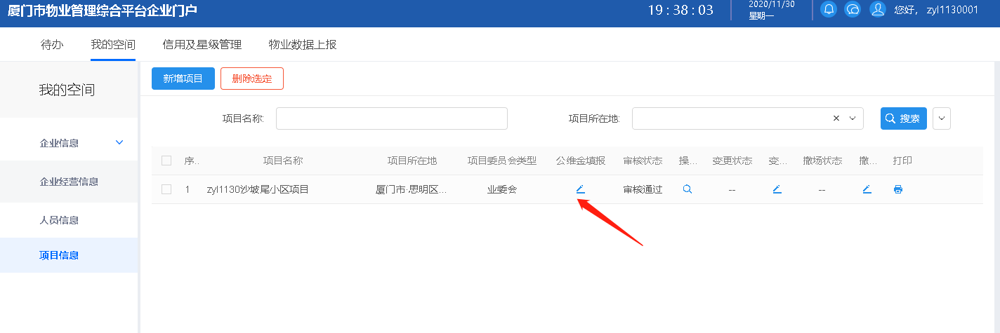 厦门市物业管理综合平台企业门户
19:38:03
2020/11/30
星期一
您好, zyl1130001
待办
我的空间
信用及星级管理
物业数据上报
我的空间
企业信息
企业经营信息
人员信息
项目信息
新增项目
删除选定
项目名称:
项目所在地:
搜索
序..
项目名称
项目所在地
项目委员会类型
公维金填报
审核状态
操...
变更状态
变...
撤场状态
撤...
打印
1
zyl1130沙坡尾小区项目
厦门市·思明区...
业委会
审核通过
--
--